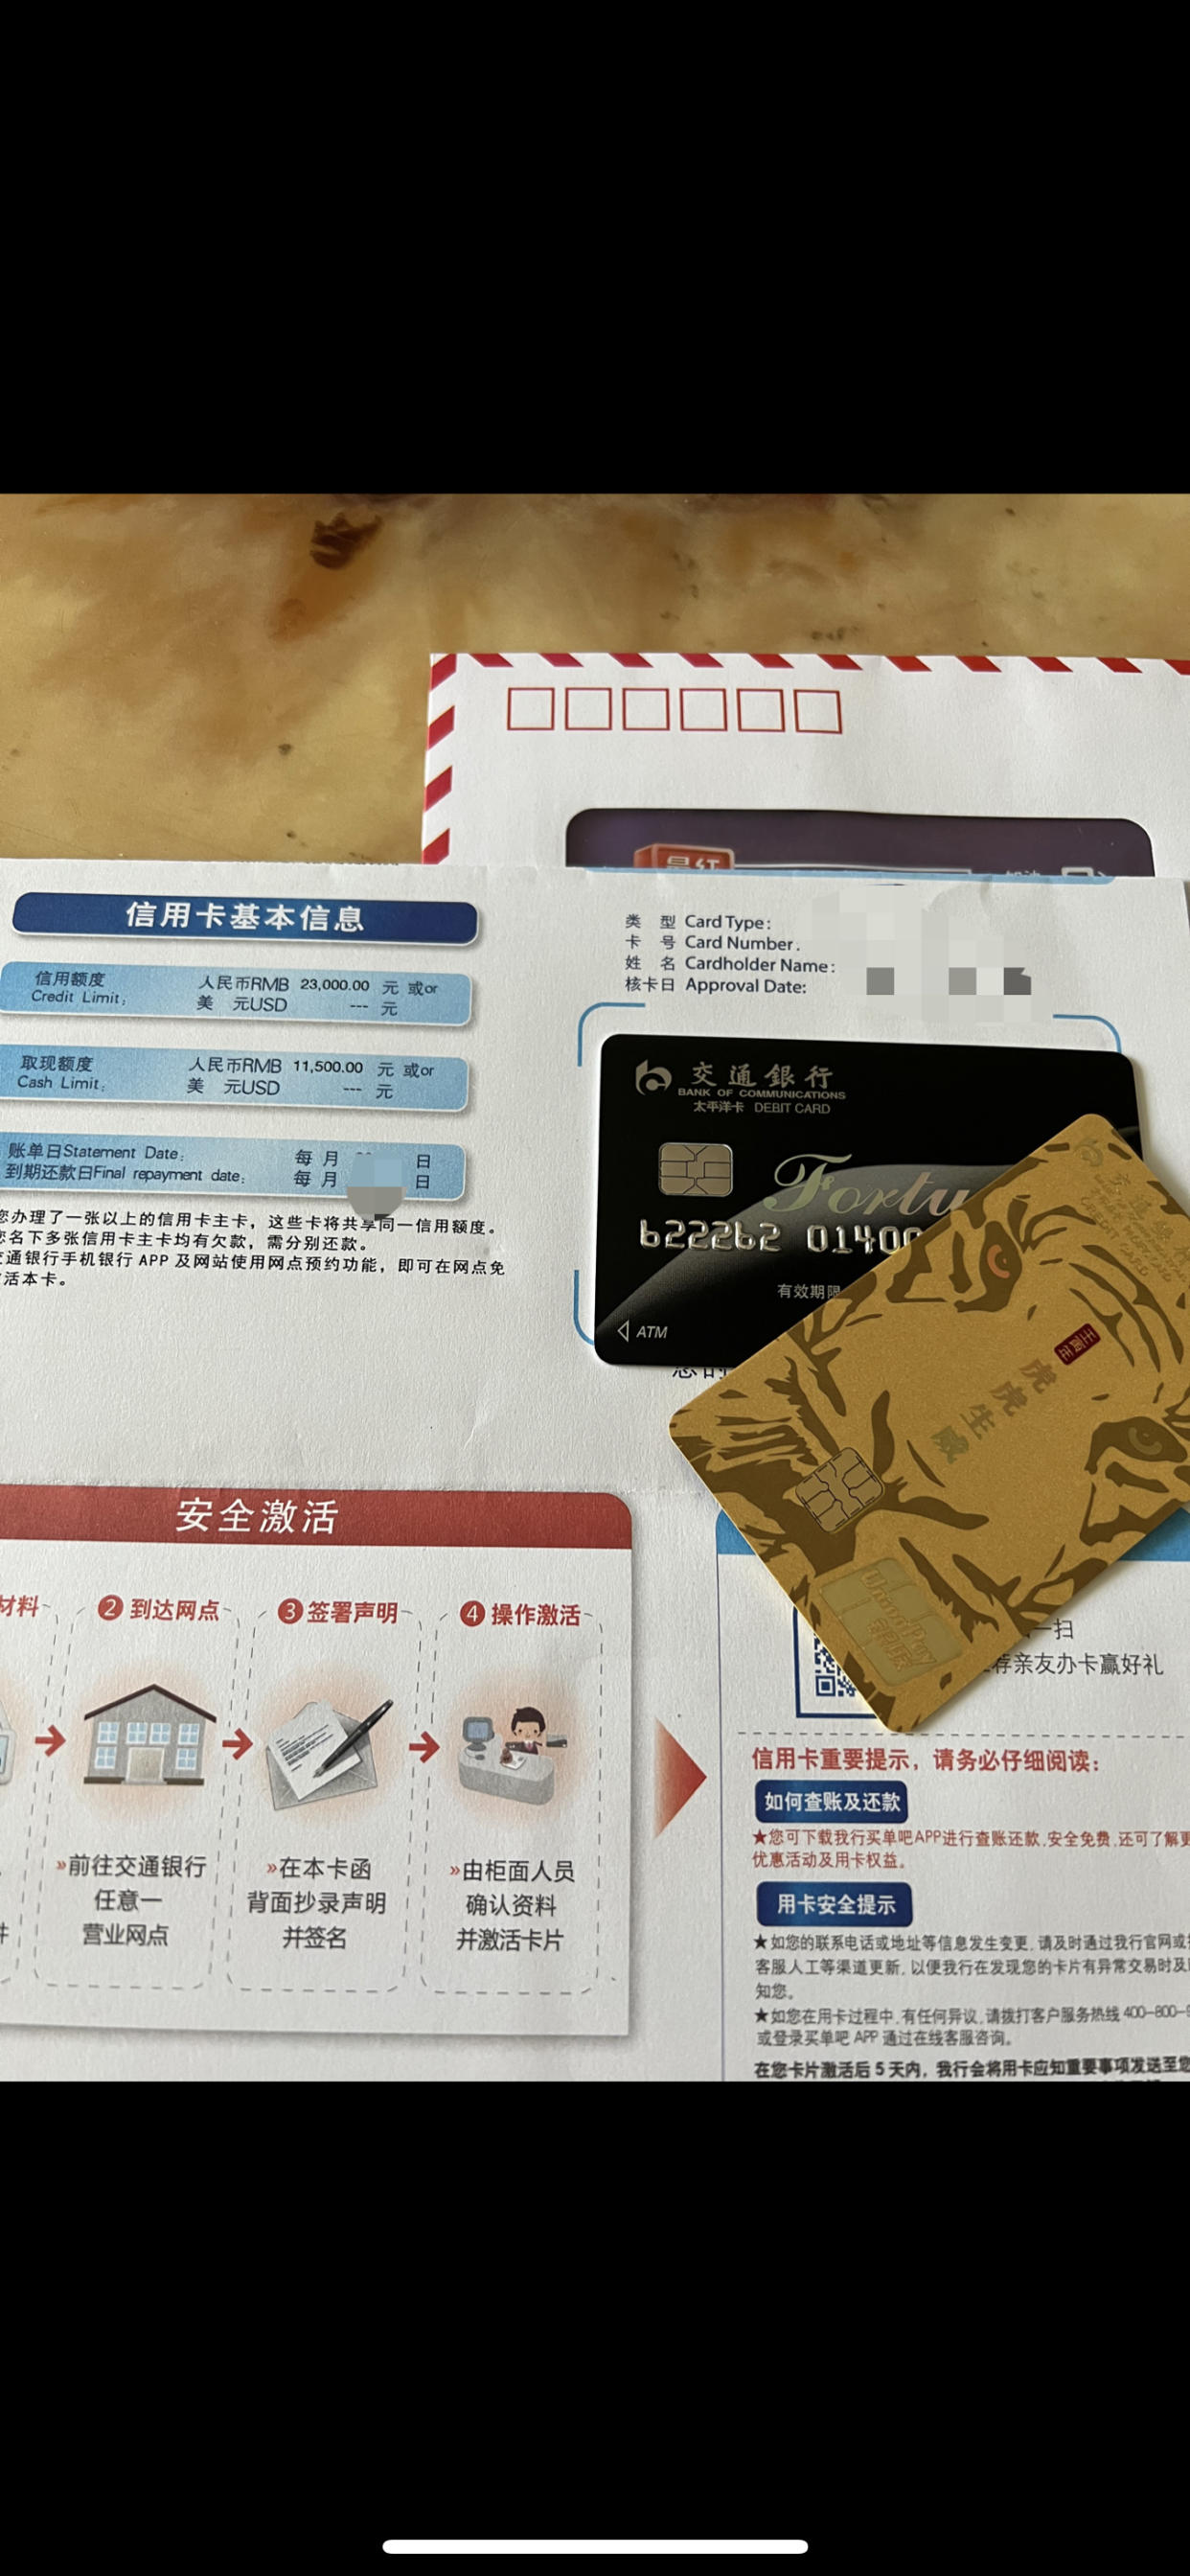 信用卡基本信息
信用额度 人民币RMB 23,000.00 元 或or
Credit Limit: 美 元USD --- 元
取现额度 人民币RMB 11,500.00 元 或or
Cash Limit: 美 元USD --- 元
账单日Statement Date: 每 月 日
到期还款日Final repayment date: 每 月 日
您办理了一张以上的信用卡主卡，这些卡将共享同一信用额度。
您名下多张信用卡主卡均有欠款，需分别还款。
交通银行手机银行 APP 及网站使用网点预约功能，即可在网点免
活本卡。
类 型 Card Type:
卡 号 Card Number.
姓 名 Cardholder Name:
核卡日 Approval Date:
交通銀行
BANK OF COMMUNICATIONS
太平洋卡 DEBIT CARD
Fortu
622262 01400
有效期限
ATM
壬寅年
虎虎生威
UnionPay
银联
安全激活
材料
2 到达网点
3 签署声明
4 操作激活
»前往交通银行
任意一
营业网点
»在本卡函
背面抄录声明
并签名
»由柜面人员
确认资料
并激活卡片
一扫
荐亲友办卡赢好礼
信用卡重要提示，请务必仔细阅读：
如何查账及还款
★您可下载我行买单吧APP进行查账还款,安全免费,还可了解更
优惠活动及用卡权益。
用卡安全提示
★如您的联系电话或地址等信息发生变更,请及时通过我行官网或
客服人工等渠道更新,以便我行在发现您的卡片有异常交易时及
知您。
★如您在用卡过程中,有任何异议,请拨打客户服务热线 400-800-9
或登录买单吧 APP 通过在线客服咨询。
在您卡片激活后 5 天内，我行会将用卡应知重要事项发送至您